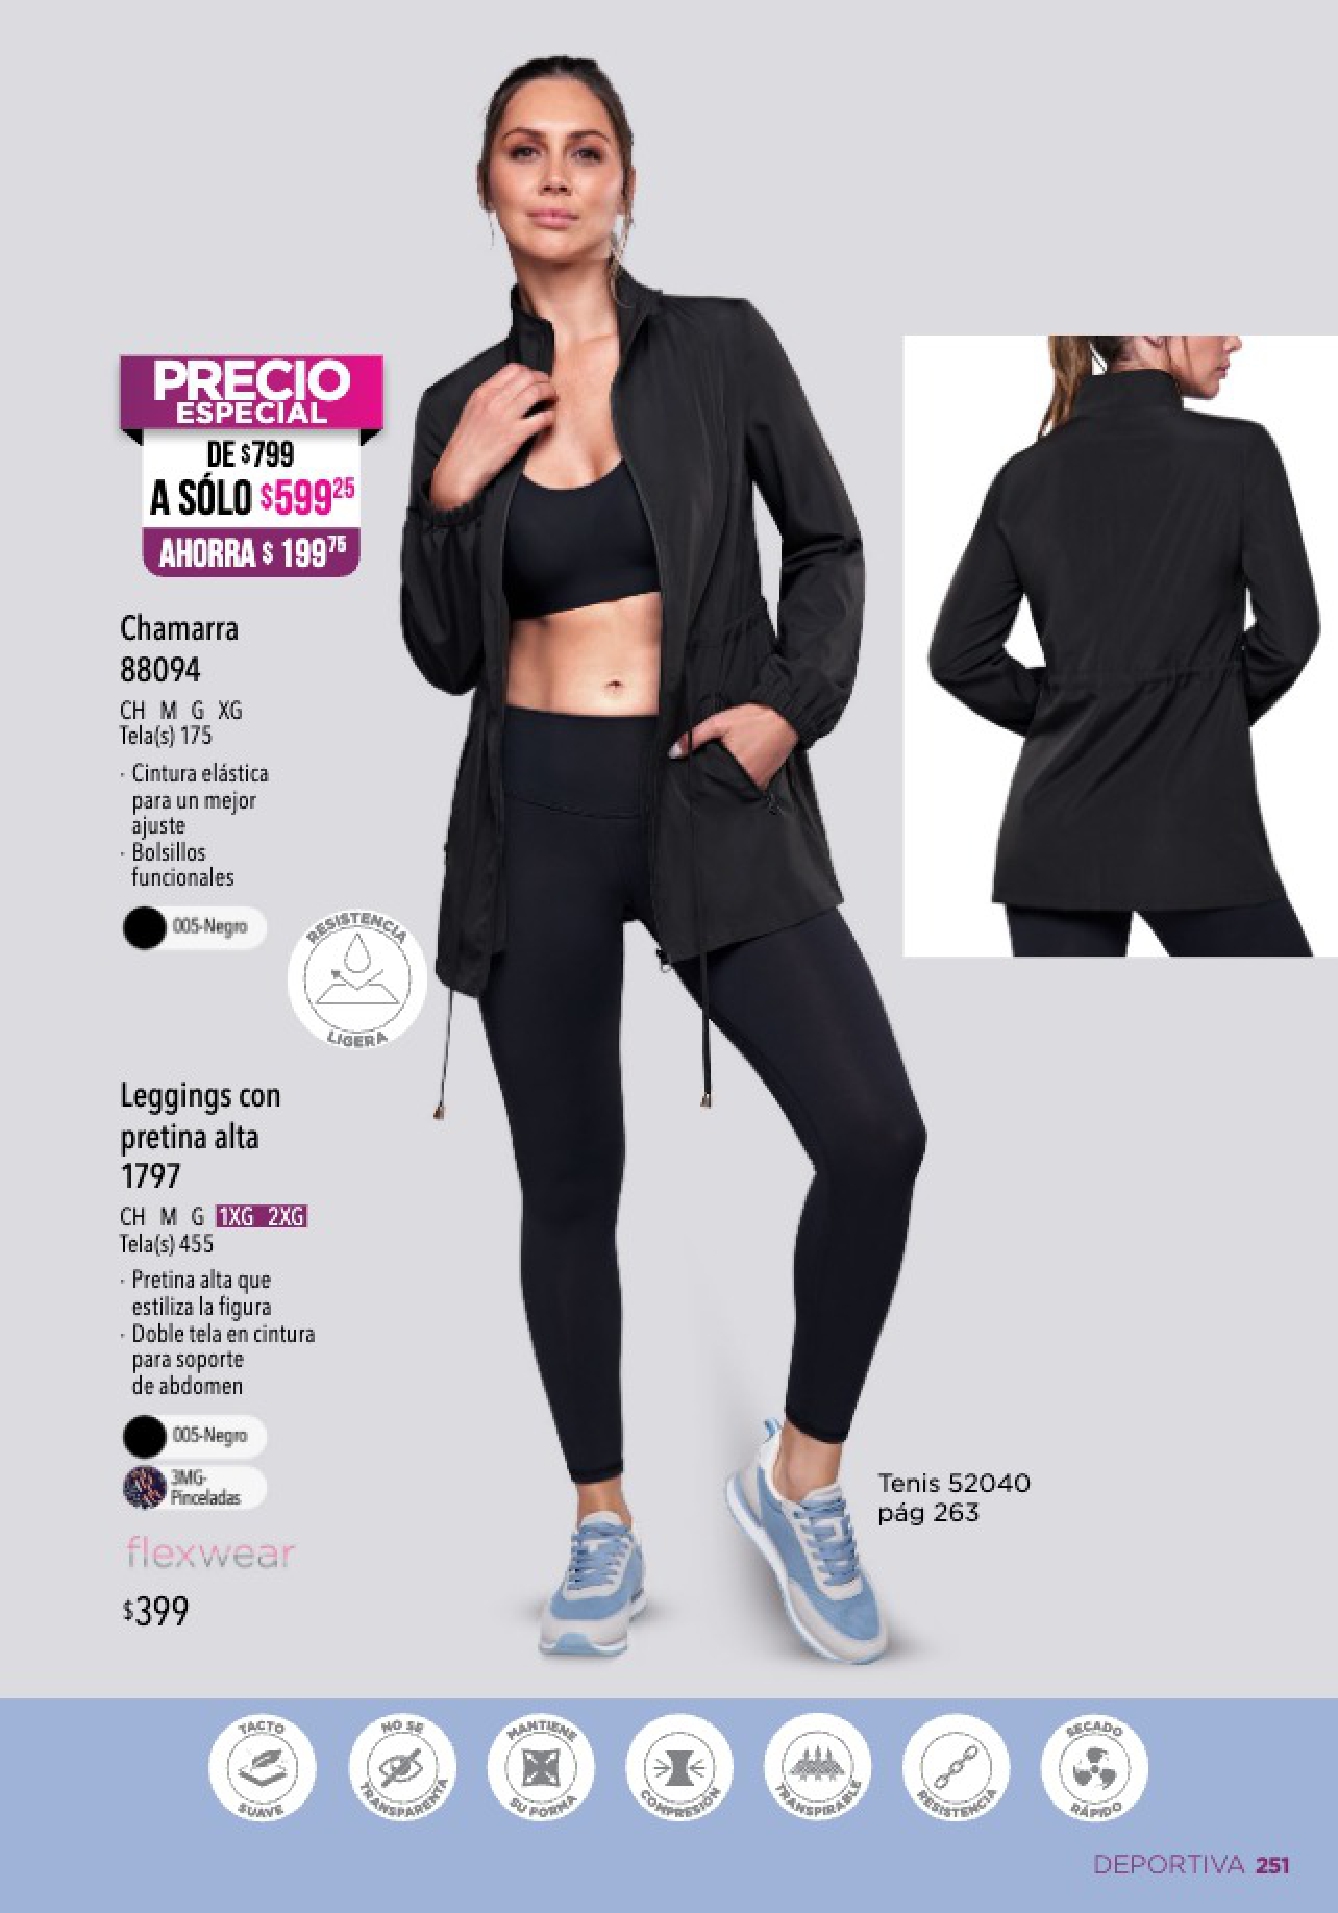 PRECIO
ESPECIAL
DE $799
A SÓLO $599²⁵
AHORRA $ 199⁷⁵
Chamarra
88094
CH M G XG
Tela(s) 175
· Cintura elástica
para un mejor
ajuste
· Bolsillos
funcionales
005-Negro
RESISTENCIA
LIGERA
Leggings con
pretina alta
1797
CH M G 1XG 2XG
Tela(s) 455
· Pretina alta que
estiliza la figura
· Doble tela en cintura
para soporte
de abdomen
005-Negro
3MG-
Pinceladas
flexwear
$399
Tenis 52040
pág 263
TACTO
SUAVE
NO SE
TRANSPARENTA
MANTIENE
SU FORMA
COMPRESIÓN
TRANSPIRABLE
RESISTENCIA
SECADO
RÁPIDO
DEPORTIVA 251